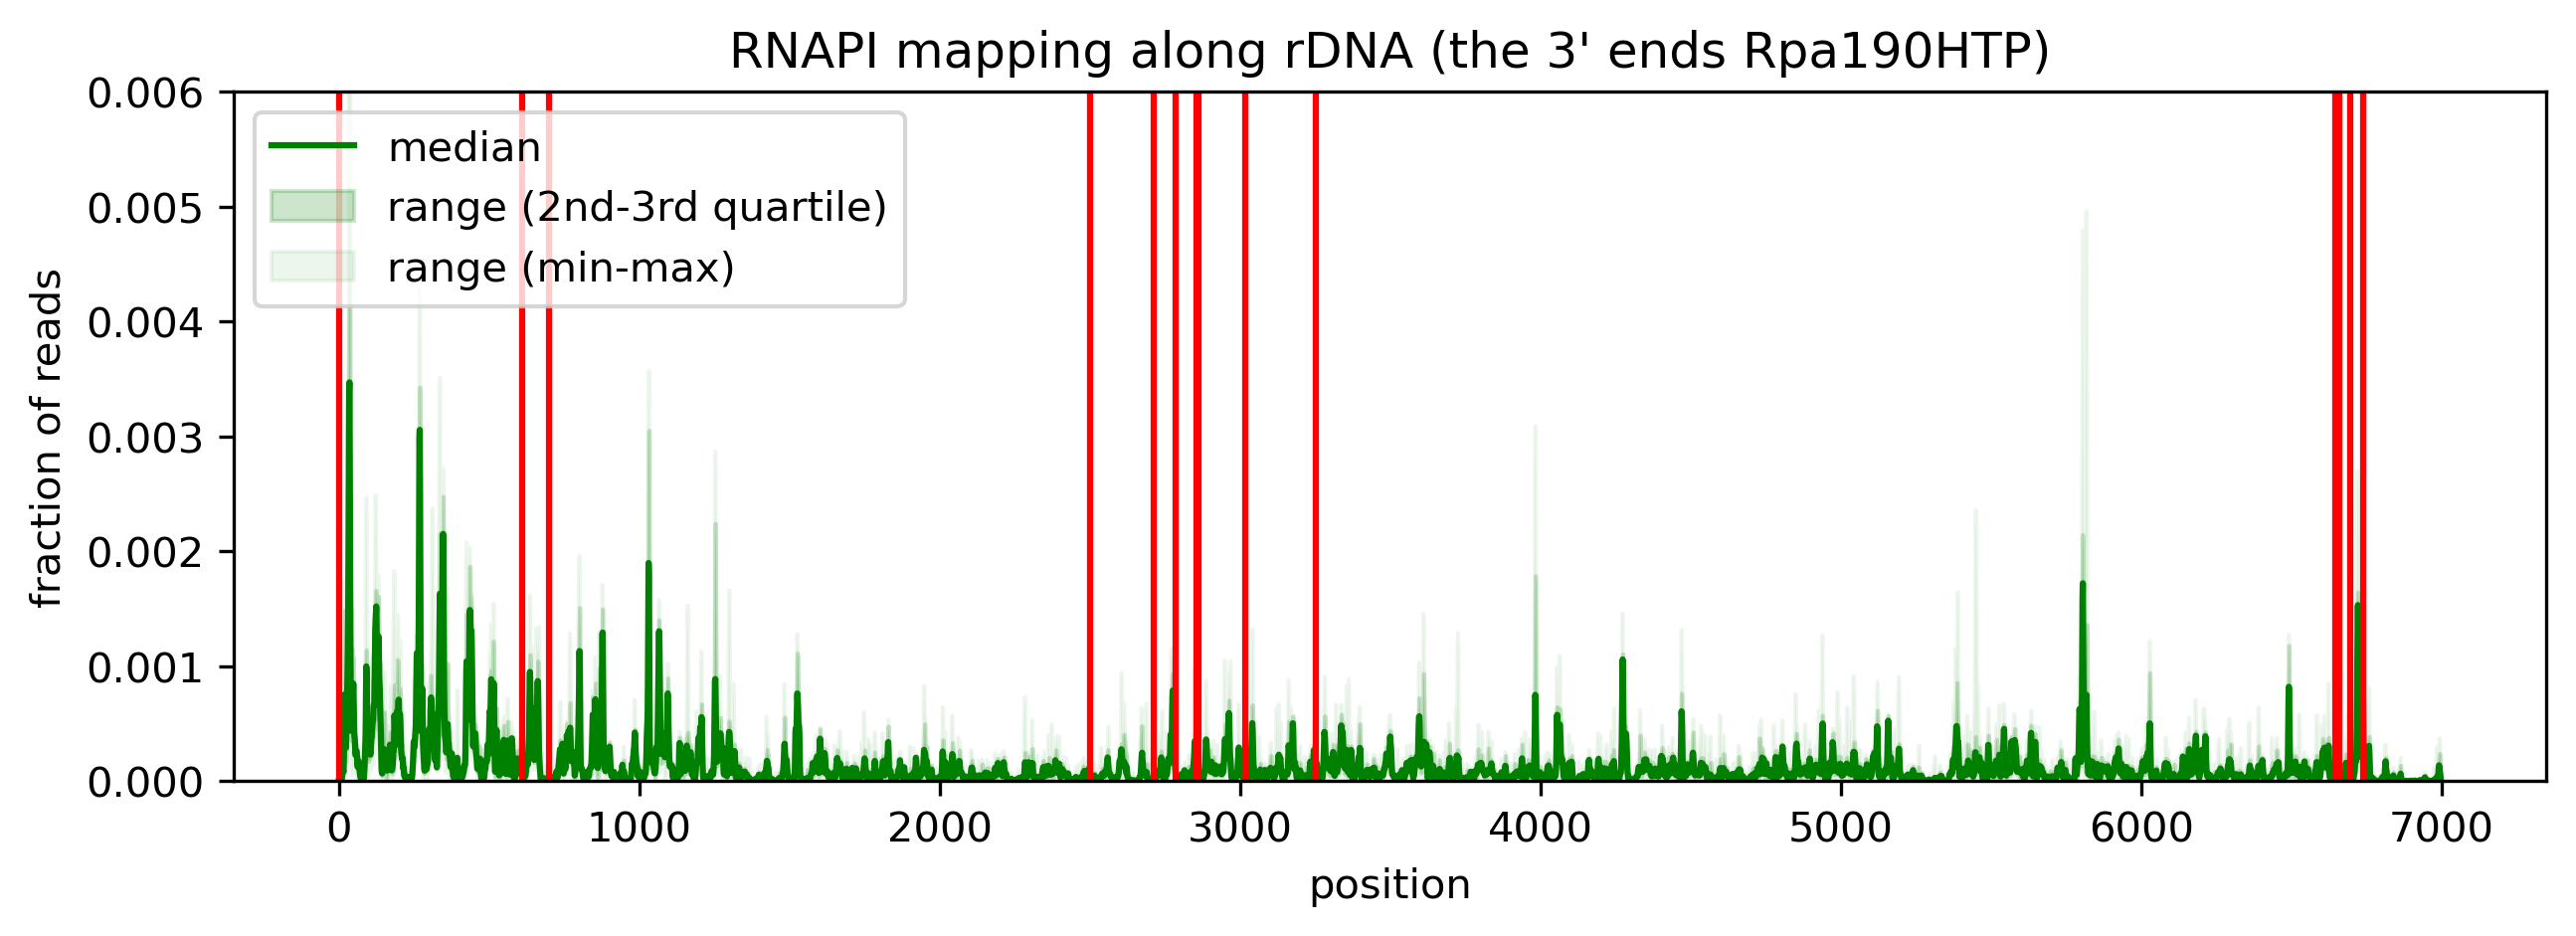 RNAPI mapping along rDNA (the 3' ends Rpa190HTP)
0.006
0.005
0.004
0.003
0.002
0.001
0.000
fraction of reads
median
range (2nd-3rd quartile)
range (min-max)
0 1000 2000 3000 4000 5000 6000 7000
position